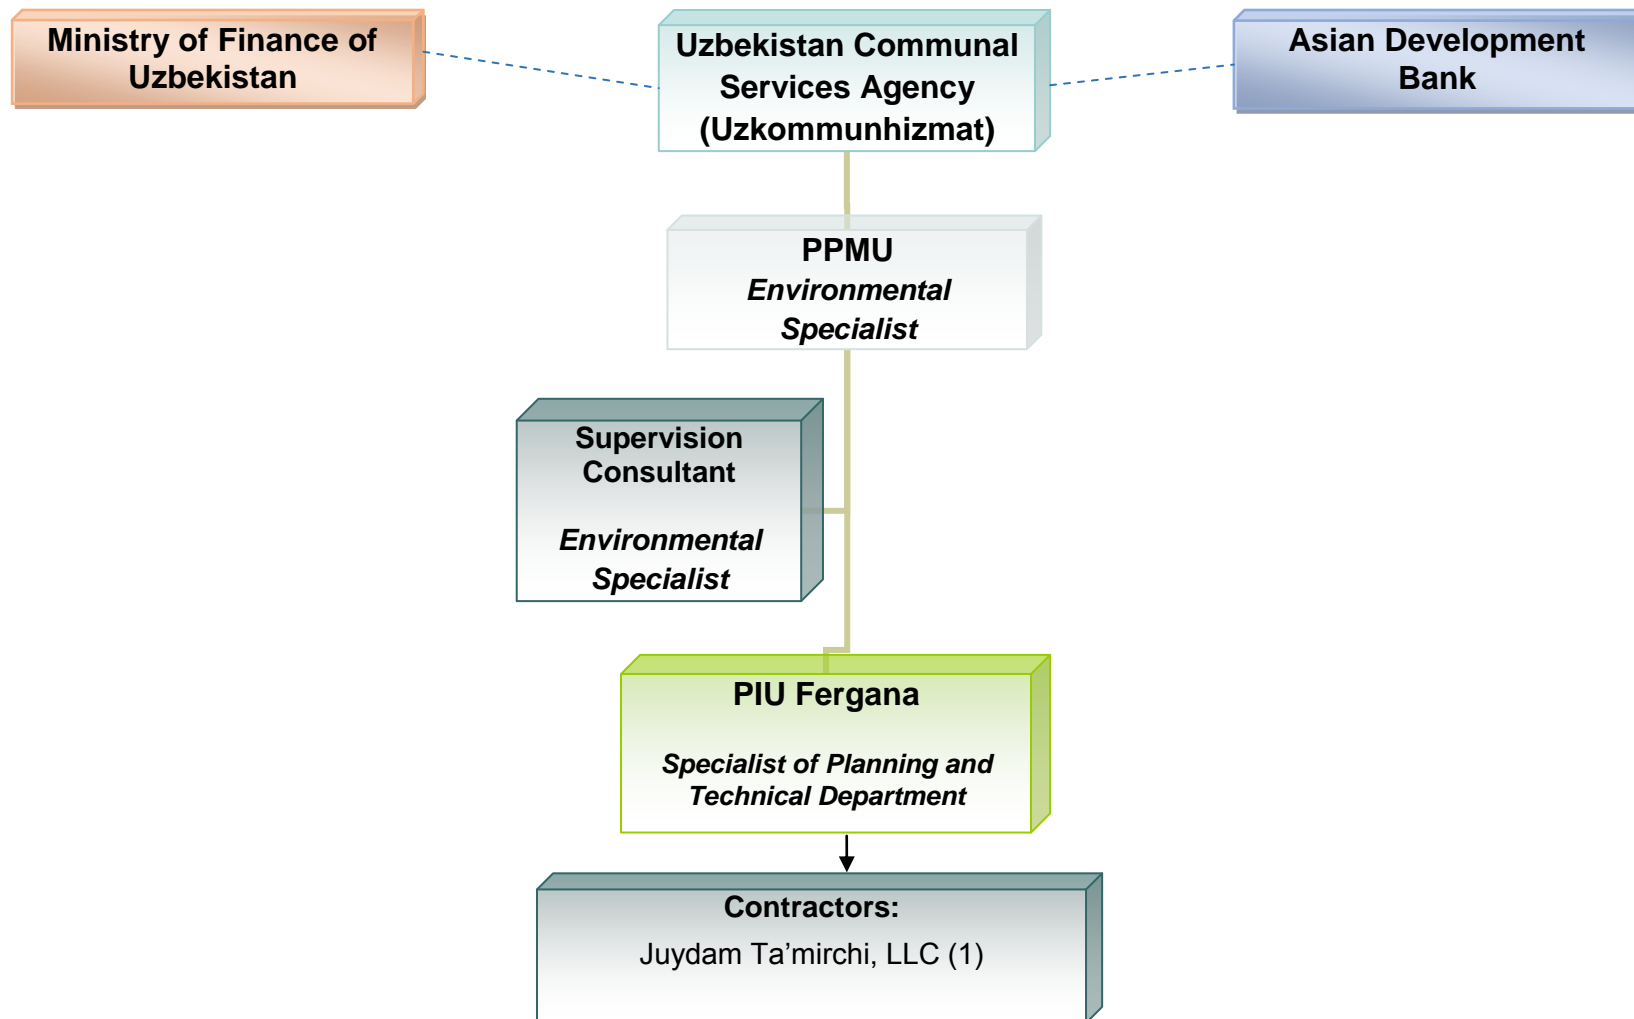 Ministry of Finance of
Uzbekistan
Uzbekistan Communal
Services Agency
(Uzkommunhizmat)
Asian Development
Bank
PPMU
Environmental
Specialist
Supervision
Consultant
Environmental
Specialist
PIU Fergana
Specialist of Planning and
Technical Department
Contractors:
Juydam Ta’mirchi, LLC (1)